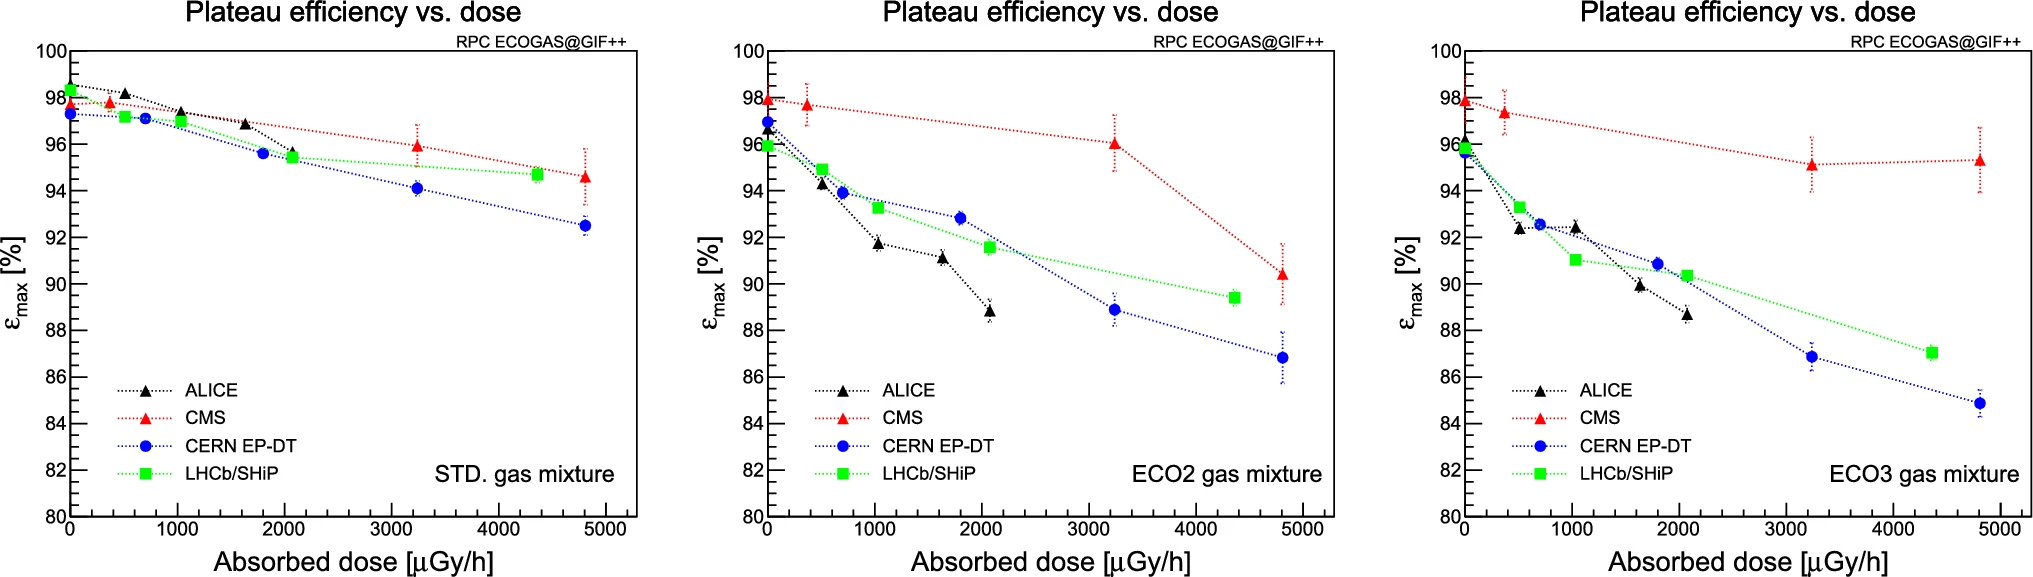 Plateau efficiency vs. dose
RPC ECOGAS@GIF++
100
98
96
94
92
90
88
86
84
82
80
εmax [%]
ALICE
CMS
CERN EP-DT
LHCb/SHiP
STD. gas mixture
0 1000 2000 3000 4000 5000
Absorbed dose [μGy/h]
Plateau efficiency vs. dose
RPC ECOGAS@GIF++
100
98
96
94
92
90
88
86
84
82
80
εmax [%]
ALICE
CMS
CERN EP-DT
LHCb/SHiP
ECO2 gas mixture
0 1000 2000 3000 4000 5000
Absorbed dose [μGy/h]
Plateau efficiency vs. dose
RPC ECOGAS@GIF++
100
98
96
94
92
90
88
86
84
82
80
εmax [%]
ALICE
CMS
CERN EP-DT
LHCb/SHiP
ECO3 gas mixture
0 1000 2000 3000 4000 5000
Absorbed dose [μGy/h]